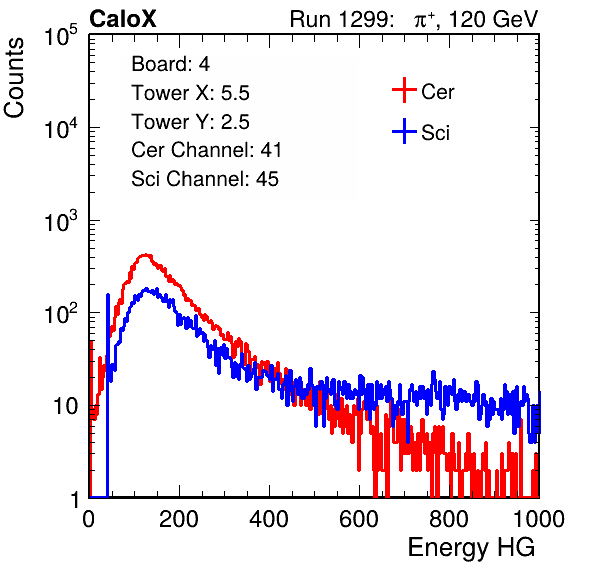 CaloX Run 1299: π⁺, 120 GeV
Counts
10⁵
10⁴
10³
10²
10
1
Board: 4
Tower X: 5.5
Tower Y: 2.5
Cer Channel: 41
Sci Channel: 45
Cer
Sci
0 200 400 600 800 1000
Energy HG